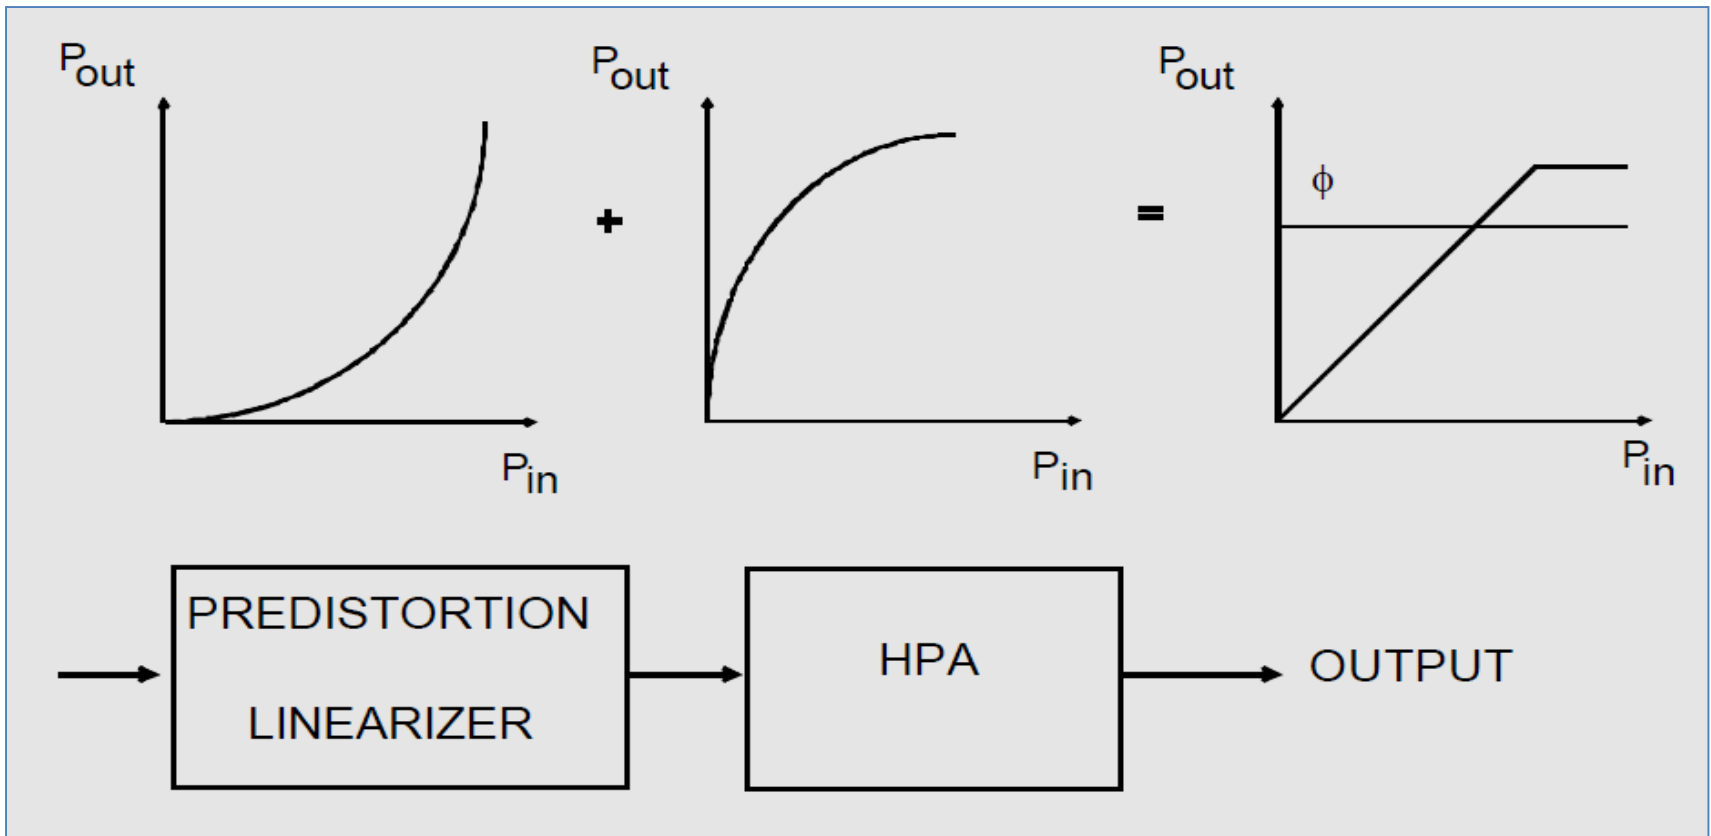 Pout
Pout
Pout
ϕ
+
=
Pin
Pin
Pin
PREDISTORTION
LINEARIZER
HPA
OUTPUT